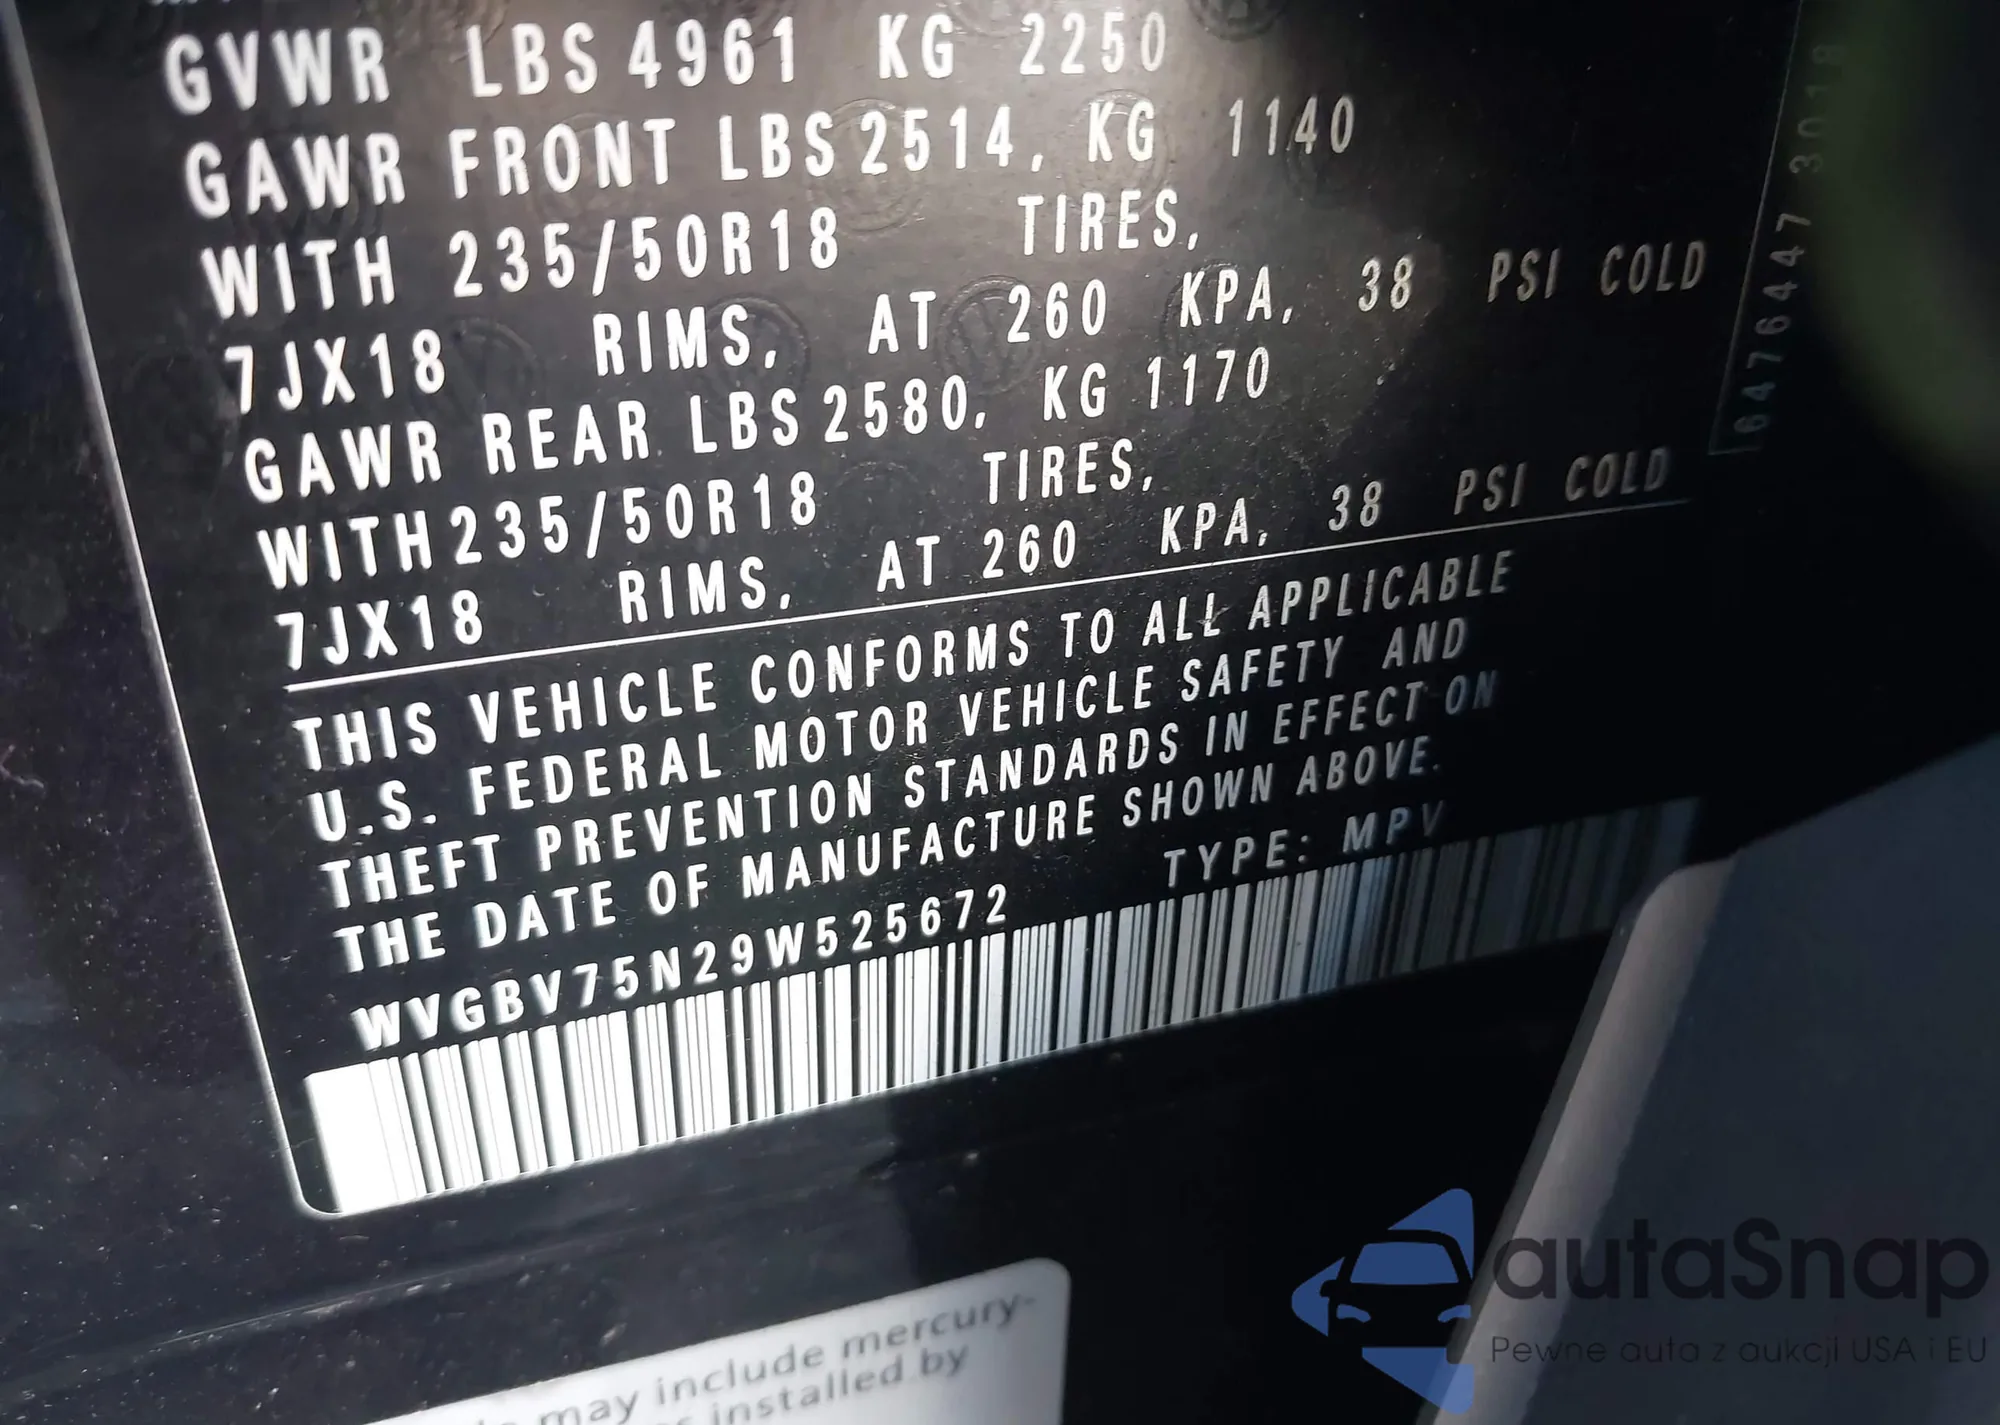 GVWR LBS 4961 KG 2250
GAWR FRONT LBS 2514, KG 1140
WITH 235/50R18 TIRES,
7JX18 RIMS, AT 260 KPA, 38 PSI COLD
GAWR REAR LBS 2580, KG 1170
WITH 235/50R18 TIRES,
7JX18 RIMS, AT 260 KPA, 38 PSI COLD
THIS VEHICLE CONFORMS TO ALL APPLICABLE
U.S. FEDERAL MOTOR VEHICLE SAFETY AND
THEFT PREVENTION STANDARDS IN EFFECT ON
THE DATE OF MANUFACTURE SHOWN ABOVE.
WVGBV75N29W525672 TYPE: MPV
6476447 3018
may include mercury-
installed by
autaSnap
Pewne auta z aukcji USA i EU